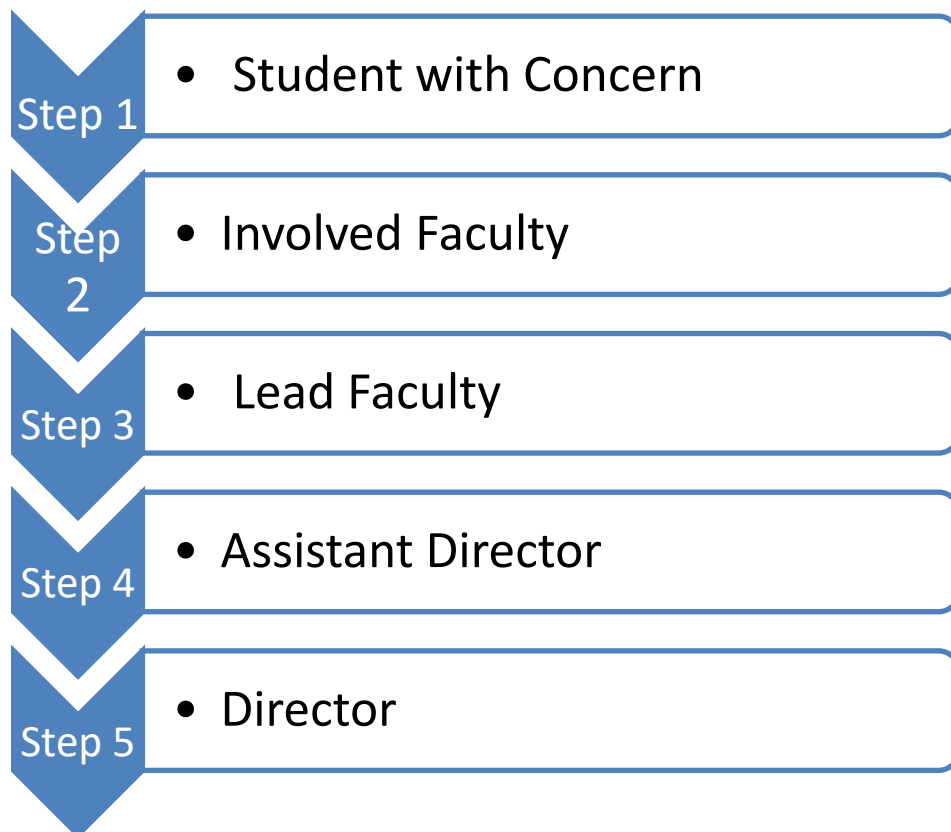 Step 1
• Student with Concern
Step
2
• Involved Faculty
Step 3
• Lead Faculty
Step 4
• Assistant Director
Step 5
• Director